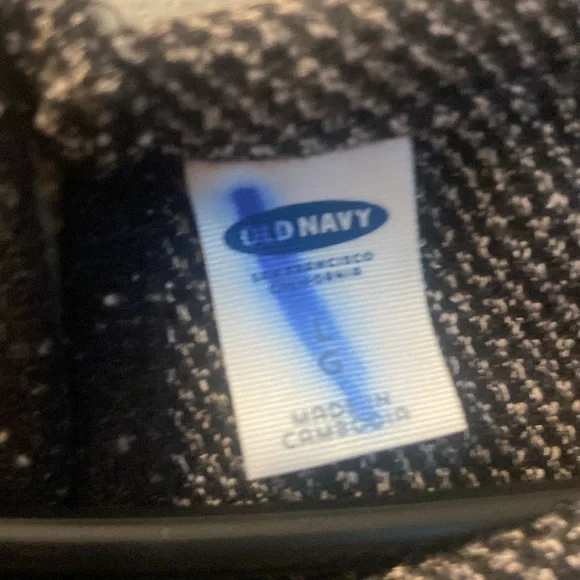 OLD NAVY
SAN FRANCISCO
CALIFORNIA
G
MADE IN
CAMBODIA